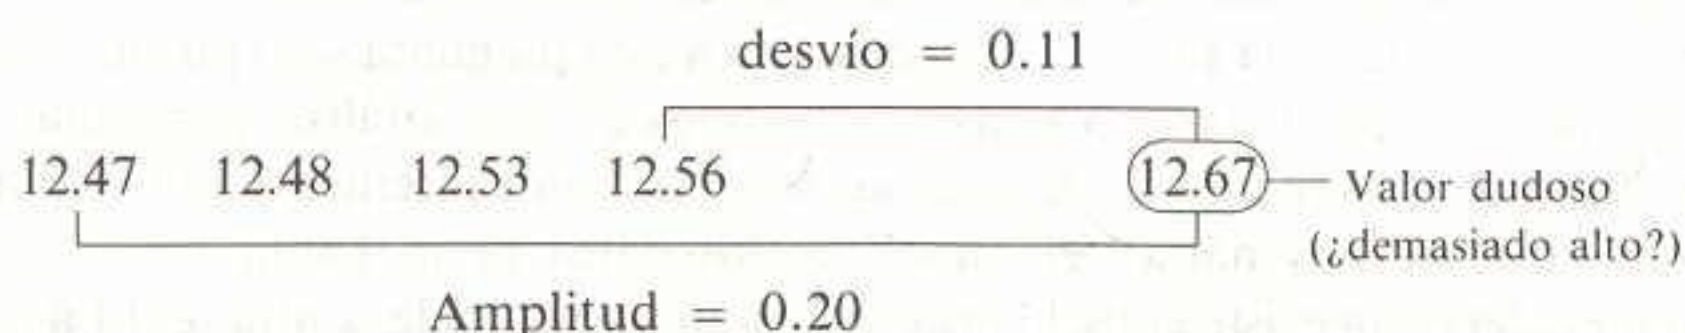 desvío = 0.11
12.47 12.48 12.53 12.56 12.67 Valor dudoso
(¿demasiado alto?)
Amplitud = 0.20